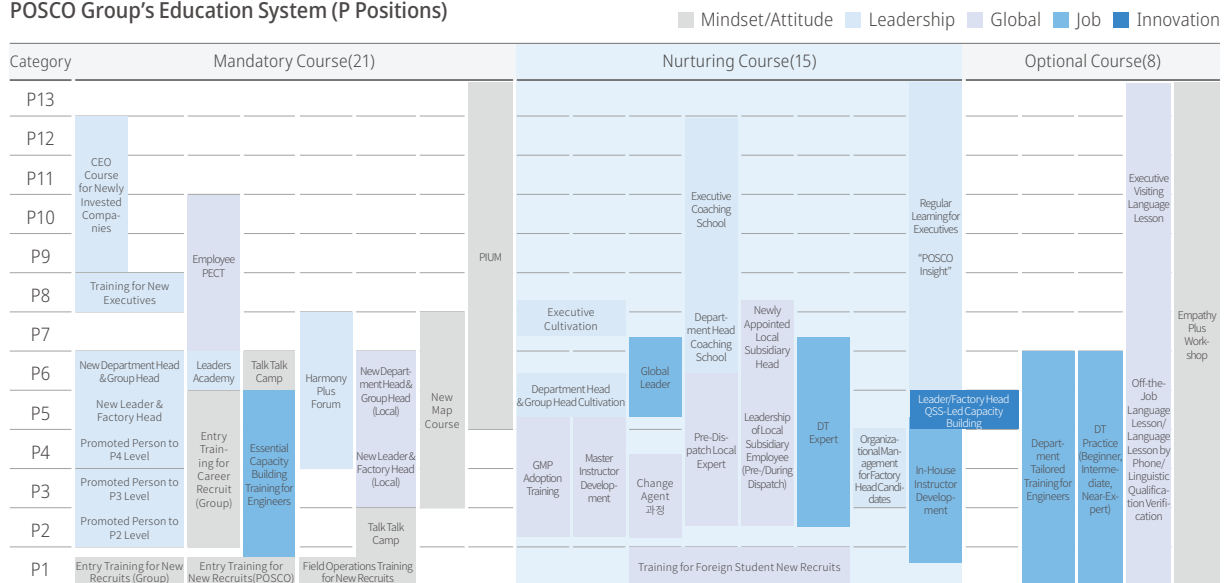 POSCO Group's Education System (P Positions)
Mindset/Attitude
Leadership
Global
Job
Innovation
Category
Mandatory Course(21)
Nurturing Course(15)
Optional Course(8)
P13
P12
P11
P10
P9
P8
P7
P6
P5
P4
P3
P2
P1
CEO
Course
for Newly
Invested
Compa-
nies
Training for New
Executives
New Department Head
& Group Head
New Leader &
Factory Head
Promoted Person to
P4 Level
Promoted Person to
P3 Level
Promoted Person to
P2 Level
Entry Training for New
Recruits (Group)
Employee
PECT
Leaders
Academy
Entry
Train-
ing for
Career
Recruit
(Group)
Entry Training for
New Recruits(POSCO)
Talk Talk
Camp
Essential
Capacity
Building
Training for
Engineers
Harmony
Plus
Forum
Field Operations Training
for New Recruits
New Depart-
ment Head &
Group Head
(Local)
New Leader &
Factory Head
(Local)
Talk Talk
Camp
New
Map
Course
PIUM
Executive
Cultivation
Department Head
& Group Head Cultivation
GMP
Adoption
Training
Master
Instructor
Develop-
ment
Global
Leader
Change
Agent
과정
Executive
Coaching
School
Depart-
ment Head
Coaching
School
Pre-Dis-
patch Local
Expert
Newly
Appointed
Local
Subsidiary
Head
Leadership
of Local
Subsidiary
Employee
(Pre-/During
Dispatch)
Training for Foreign Student New Recruits
DT
Expert
Organiza-
tional Man-
agement
for Factory
Head Candi-
dates
Regular
Learning for
Executives
"POSCO
Insight"
Leader/Factory Head
QSS-Led Capacity
Building
In-House
Instructor
Develop-
ment
Depart-
ment
Tailored
Training for
Engineers
DT
Practice
(Beginner,
Interme-
diate,
Near-Ex-
pert)
Executive
Visiting
Language
Lesson
Off-the-
Job
Language
Lesson/
Language
Lesson by
Phone/
Linguistic
Qualifica-
tion Verifi-
cation
Empathy
Plus
Work-
shop